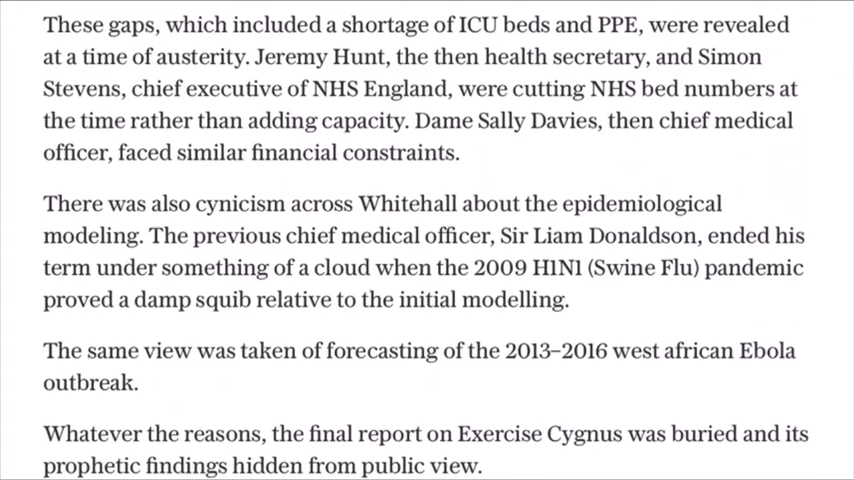 These gaps, which included a shortage of ICU beds and PPE, were revealed
at a time of austerity. Jeremy Hunt, the then health secretary, and Simon
Stevens, chief executive of NHS England, were cutting NHS bed numbers at
the time rather than adding capacity. Dame Sally Davies, then chief medical
officer, faced similar financial constraints.
There was also cynicism across Whitehall about the epidemiological
modeling. The previous chief medical officer, Sir Liam Donaldson, ended his
term under something of a cloud when the 2009 H1N1 (Swine Flu) pandemic
proved a damp squib relative to the initial modelling.
The same view was taken of forecasting of the 2013–2016 west african Ebola
outbreak.
Whatever the reasons, the final report on Exercise Cygnus was buried and its
prophetic findings hidden from public view.